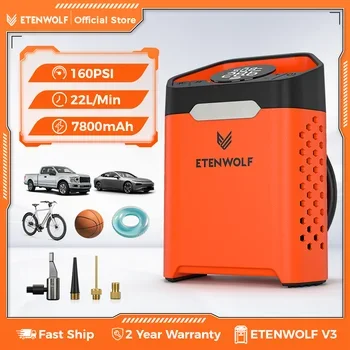 ETENWOLF | Official Store
160PSI
22L/Min
7800mAh
ETENWOLF
Fast Ship
2 Year Warranty
ETENWOLF V3